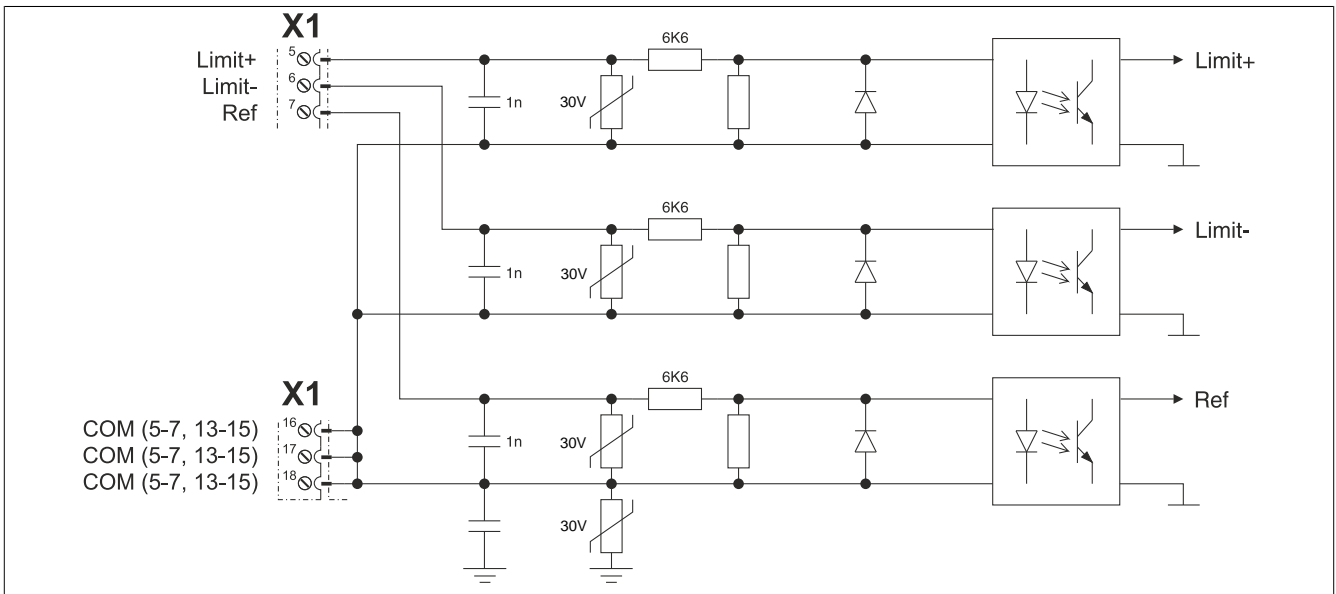 X1
5
Limit+
6
Limit-
7
Ref
6K6
1n
30V
Limit+
6K6
1n
30V
Limit-
X1
16
COM (5-7, 13-15)
17
COM (5-7, 13-15)
18
COM (5-7, 13-15)
6K6
1n
30V
Ref
30V